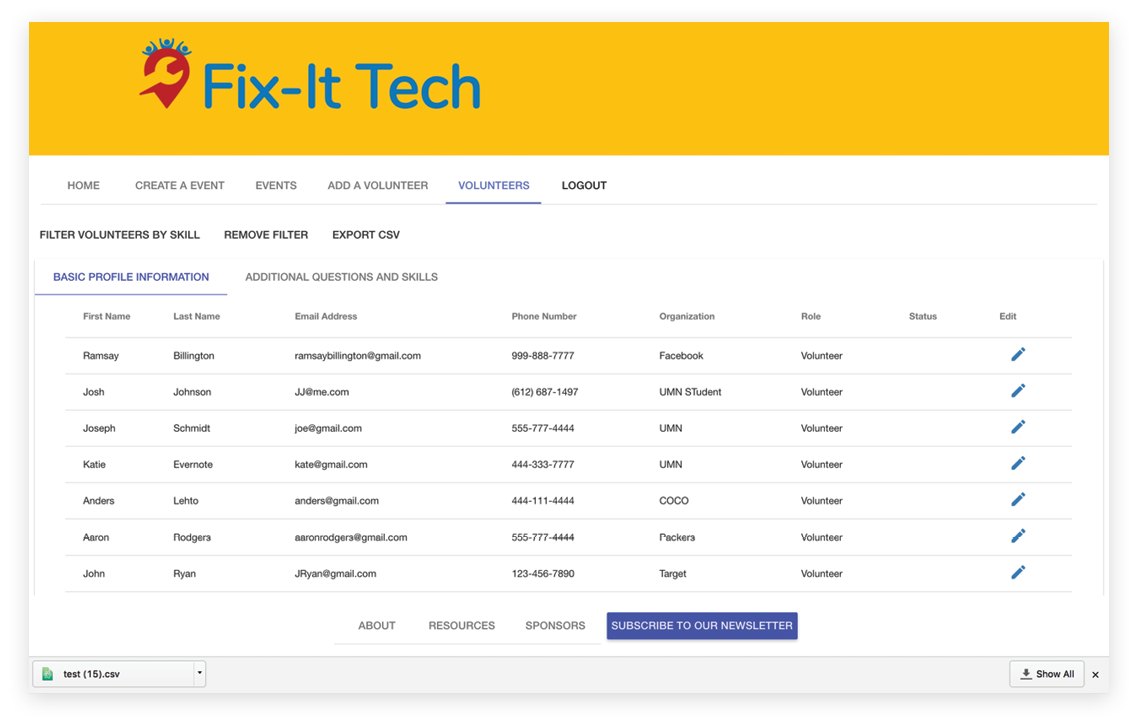 Fix-It Tech
HOME CREATE A EVENT EVENTS ADD A VOLUNTEER VOLUNTEERS LOGOUT
FILTER VOLUNTEERS BY SKILL REMOVE FILTER EXPORT CSV
BASIC PROFILE INFORMATION ADDITIONAL QUESTIONS AND SKILLS
First Name Last Name Email Address Phone Number Organization Role Status Edit
Ramsay Billington ramsaybillington@gmail.com 999-888-7777 Facebook Volunteer
Josh Johnson JJ@me.com (612) 687-1497 UMN STudent Volunteer
Joseph Schmidt joe@gmail.com 555-777-4444 UMN Volunteer
Katie Evernote kate@gmail.com 444-333-7777 UMN Volunteer
Anders Lehto anders@gmail.com 444-111-4444 COCO Volunteer
Aaron Rodgers aaronrodgers@gmail.com 555-777-4444 Packers Volunteer
John Ryan JRyan@gmail.com 123-456-7890 Target Volunteer
ABOUT RESOURCES SPONSORS SUBSCRIBE TO OUR NEWSLETTER
test (15).csv Show All